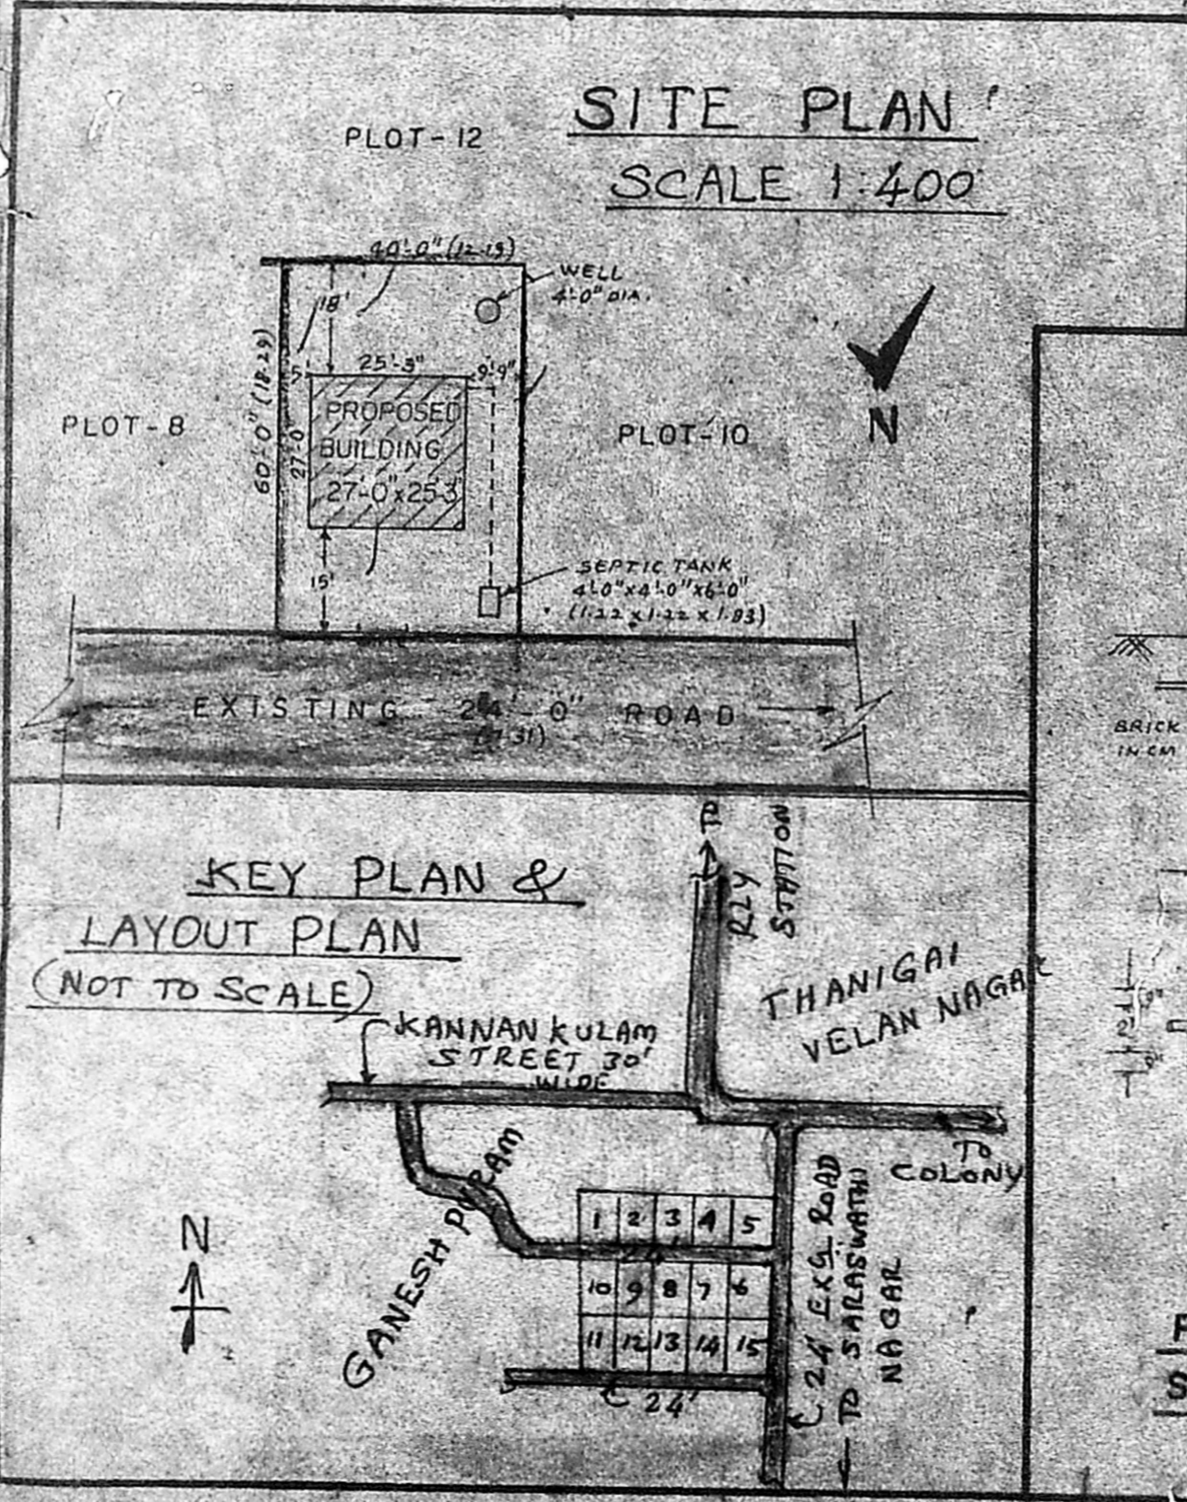 SITE PLAN
SCALE 1:400
PLOT-12
40'-0" (12.19)
WELL
4'-0" DIA.
18'
60'-0" (18.29)
5'
25'-3"
9'-9"
27'-0"
PROPOSED
BUILDING
27'-0"x25'-3"
PLOT-8
PLOT-10
N
15'
SEPTIC TANK
4'-0"x4'-0"x6'-0"
(1.22 x 1.22 x 1.83)
EXISTING 24'-0" ROAD
(7.31)
BRICK
IN CM
KEY PLAN &
LAYOUT PLAN
(NOT TO SCALE)
TO
RLY
STATION
THANIGAI
VELAN NAGAR
KANNAN KULAM
STREET 30'
WIDE
TO
COLONY
GANESH PURAM
N
1 2 3 4 5
24'
10 9 8 7 6
11 12 13 14 15
24'
24' EXG ROAD
TO SARASWATHI
NAGAR